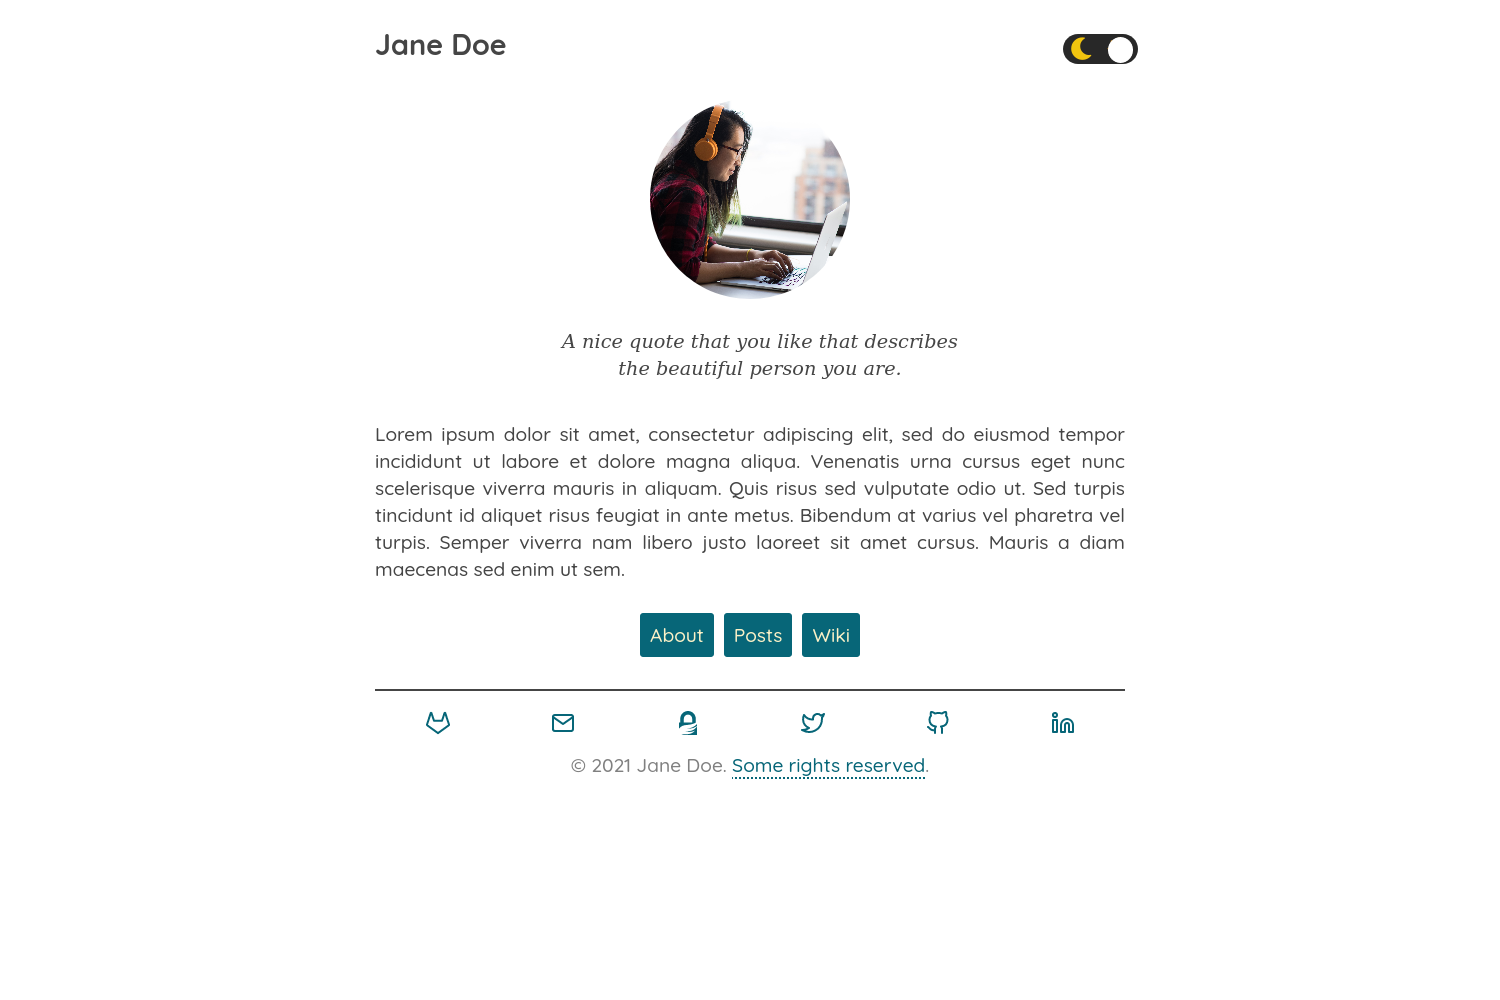 Jane Doe
A nice quote that you like that describes
the beautiful person you are.
Lorem ipsum dolor sit amet, consectetur adipiscing elit, sed do eiusmod tempor
incididunt ut labore et dolore magna aliqua. Venenatis urna cursus eget nunc
scelerisque viverra mauris in aliquam. Quis risus sed vulputate odio ut. Sed turpis
tincidunt id aliquet risus feugiat in ante metus. Bibendum at varius vel pharetra vel
turpis. Semper viverra nam libero justo laoreet sit amet cursus. Mauris a diam
maecenas sed enim ut sem.
About Posts Wiki
© 2021 Jane Doe. Some rights reserved.